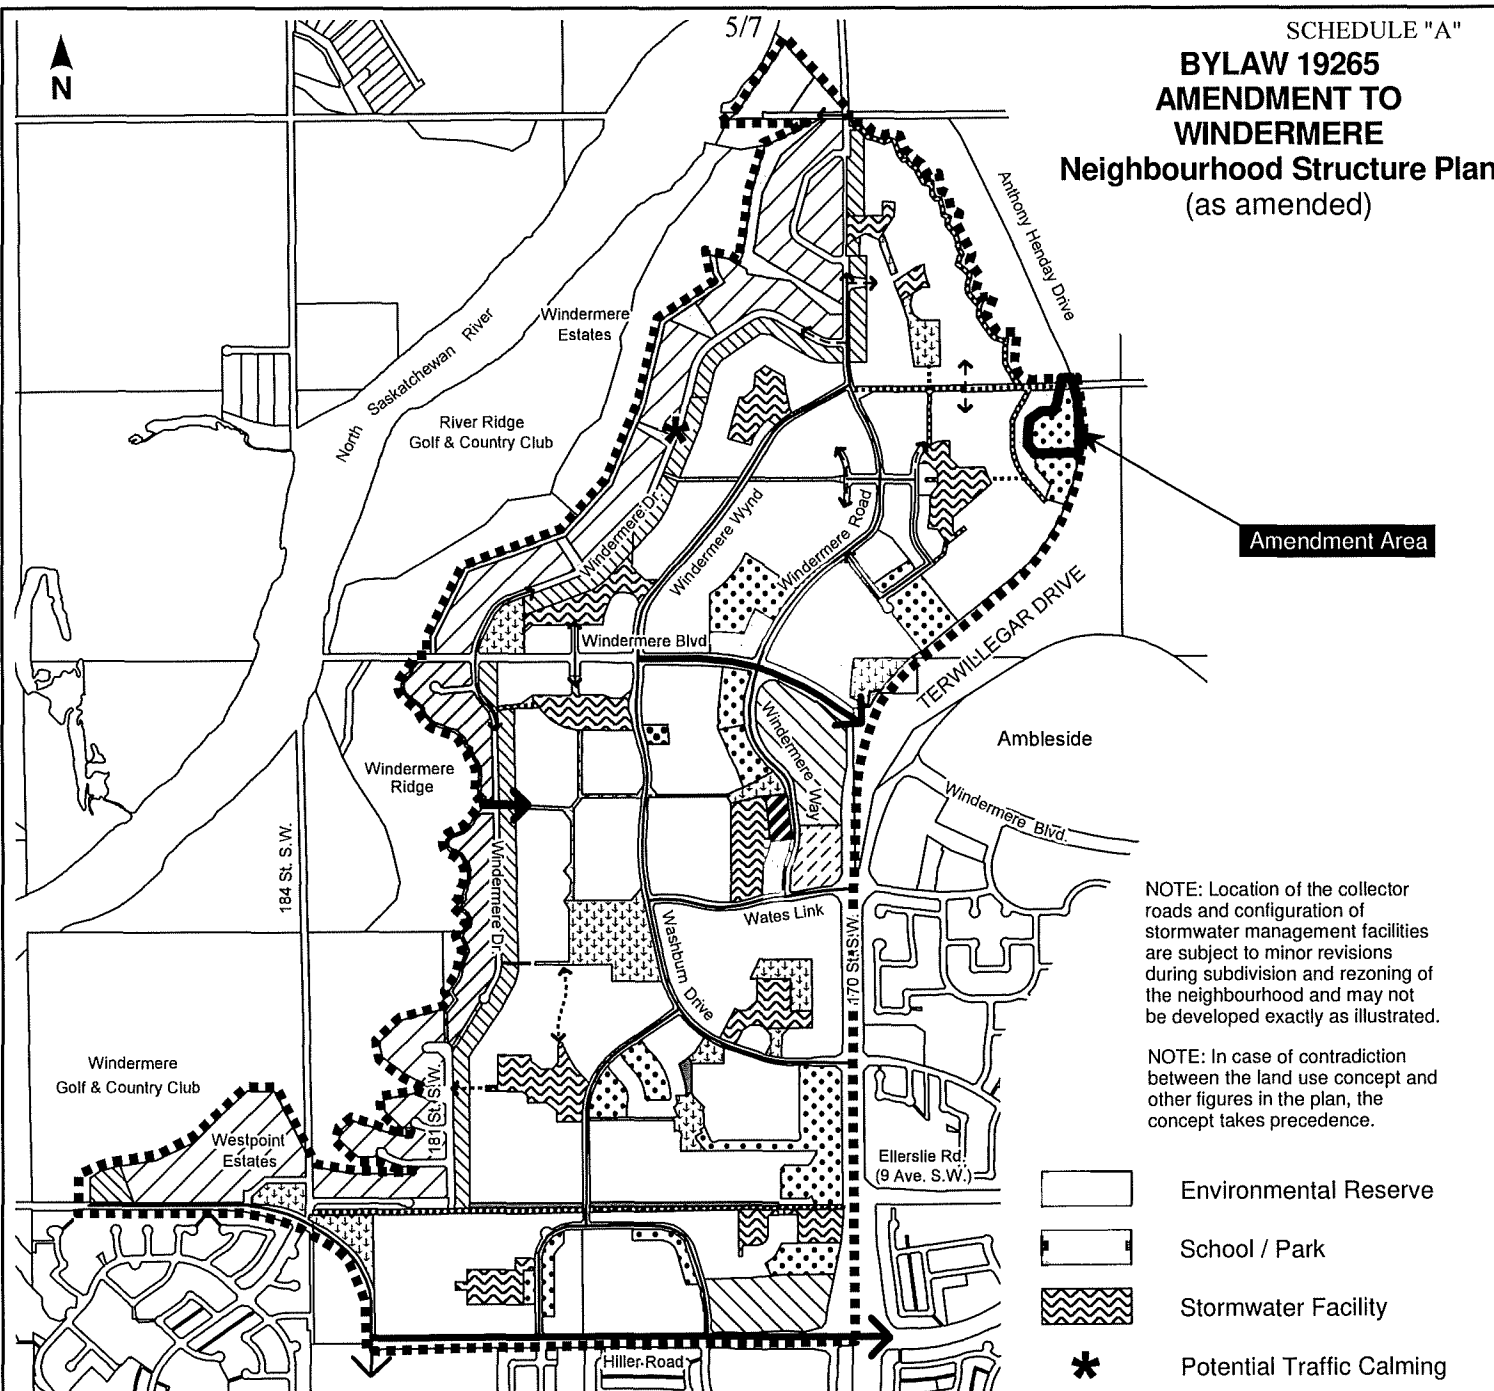 5/7
SCHEDULE "A"
BYLAW 19265
AMENDMENT TO
WINDERMERE
Neighbourhood Structure Plan
(as amended)
N
Anthony Henday Drive
North Saskatchewan River
Windermere
Estates
River Ridge
Golf & Country Club
Windermere Dr.
Windermere Wynd
Windermere Road
Amendment Area
TERWILLEGAR DRIVE
Windermere Blvd
Windermere Way
Ambleside
Windermere
Ridge
Windermere Blvd.
184 St. S.W.
Windermere Dr.
Washburn Drive
Wates Link
170 St. S.W.
NOTE: Location of the collector
roads and configuration of
stormwater management facilities
are subject to minor revisions
during subdivision and rezoning of
the neighbourhood and may not
be developed exactly as illustrated.
NOTE: In case of contradiction
between the land use concept and
other figures in the plan, the
concept takes precedence.
Windermere
Golf & Country Club
181 St. S.W.
Westpoint
Estates
Ellerslie Rd.
(9 Ave. S.W.)
Environmental Reserve
School / Park
Stormwater Facility
Potential Traffic Calming
Hiller Road